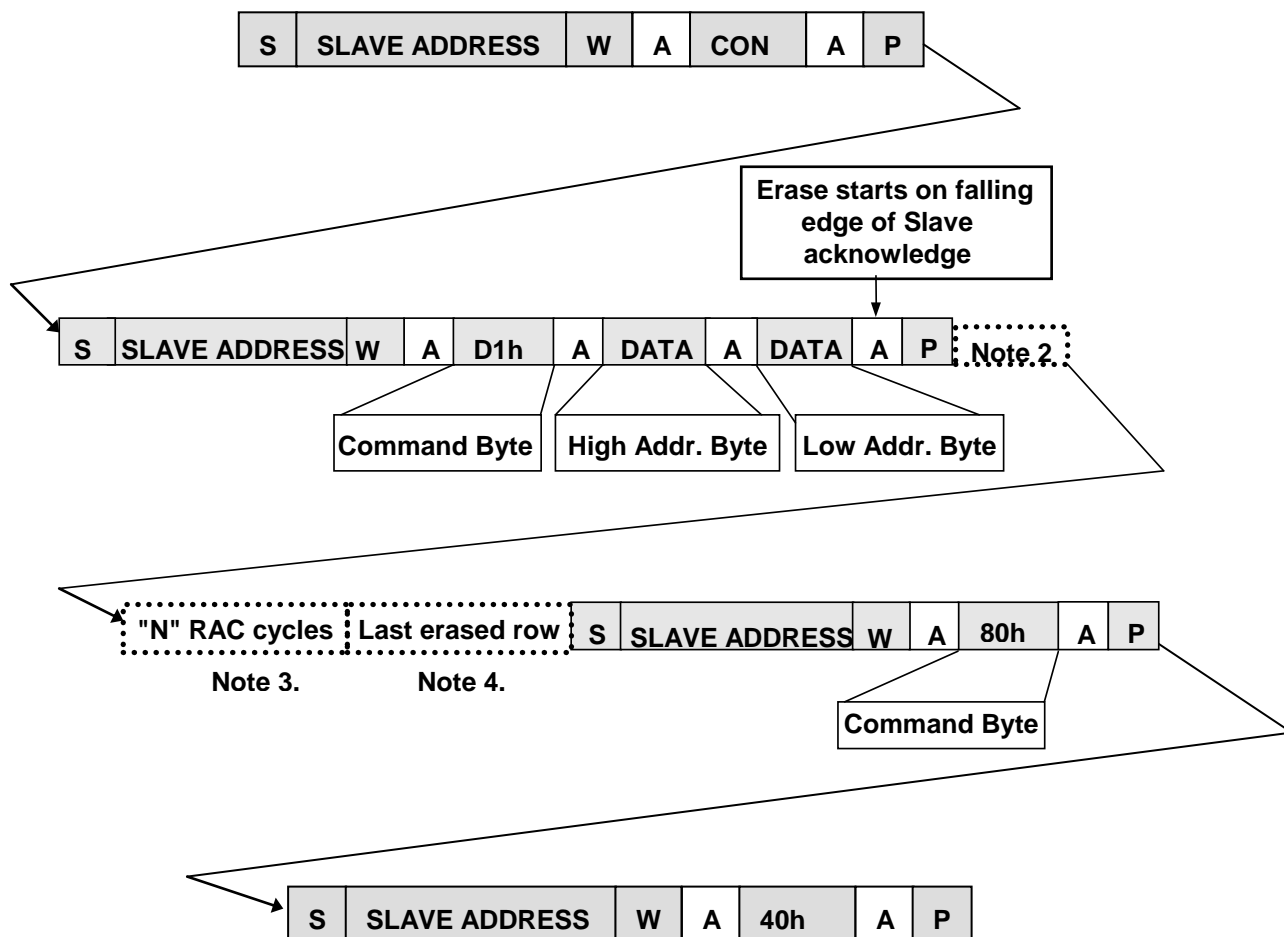 S SLAVE ADDRESS W A CON A P
Erase starts on falling
edge of Slave
acknowledge
S SLAVE ADDRESS W A D1h A DATA A DATA A P Note 2
Command Byte High Addr. Byte Low Addr. Byte
"N" RAC cycles Last erased row S SLAVE ADDRESS W A 80h A P
Note 3. Note 4.
Command Byte
S SLAVE ADDRESS W A 40h A P